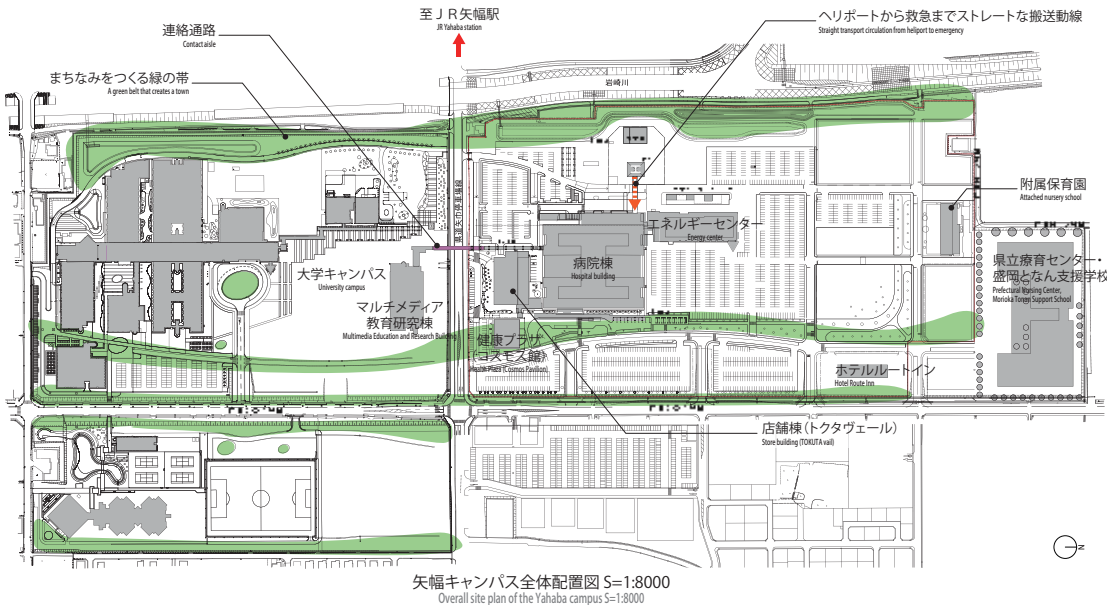 至ＪＲ矢幅駅
JR Yahaba station
ヘリポートから救急までストレートな搬送動線
Straight transport circulation from heliport to emergency
連絡通路
Contact aisle
まちなみをつくる緑の帯
A green belt that creates a town
岩崎川
附属保育園
Attached nursery school
県道矢巾停車場線
エネルギーセンター
Energy center
病院棟
Hospital building
大学キャンパス
University campus
県立療育センター・
盛岡となん支援学校
Prefectural Nursing Center,
Morioka Tonan Support School
マルチメディア
教育研究棟
Multimedia Education and Research Building
健康プラザ
（コスモス館）
Health Plaza (Cosmos Pavilion)
ホテルルートイン
Hotel Route Inn
店舗棟（トクタヴェール）
Store building (TOKUTA vail)
N
矢幅キャンパス全体配置図 S=1:8000
Overall site plan of the Yahaba campus S=1:8000